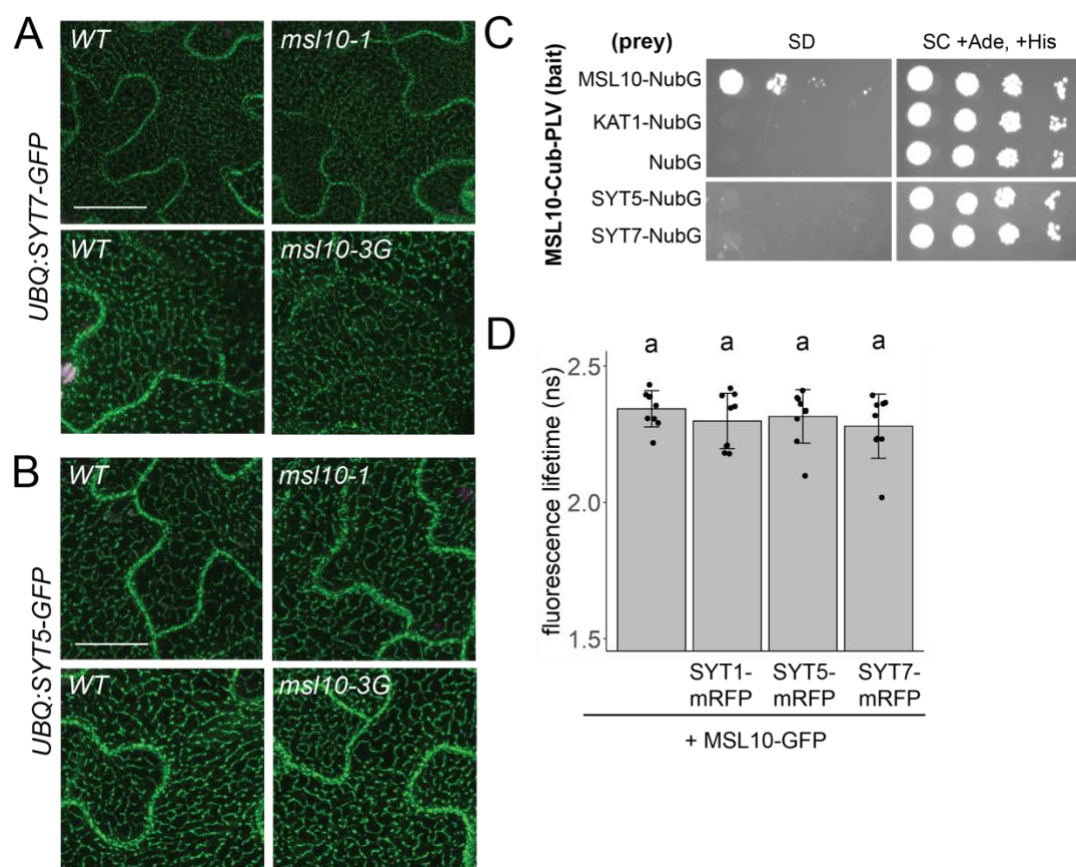 A
WT
msl10-1
UBQ:SYT7-GFP
WT
msl10-3G
B
WT
msl10-1
UBQ:SYT5-GFP
WT
msl10-3G
C
(prey)
SD
SC +Ade, +His
MSL10-Cub-PLV (bait)
MSL10-NubG
KAT1-NubG
NubG
SYT5-NubG
SYT7-NubG
D
fluorescence lifetime (ns)
2.5
2.0
1.5
a a a a
SYT1-mRFP
SYT5-mRFP
SYT7-mRFP
+ MSL10-GFP